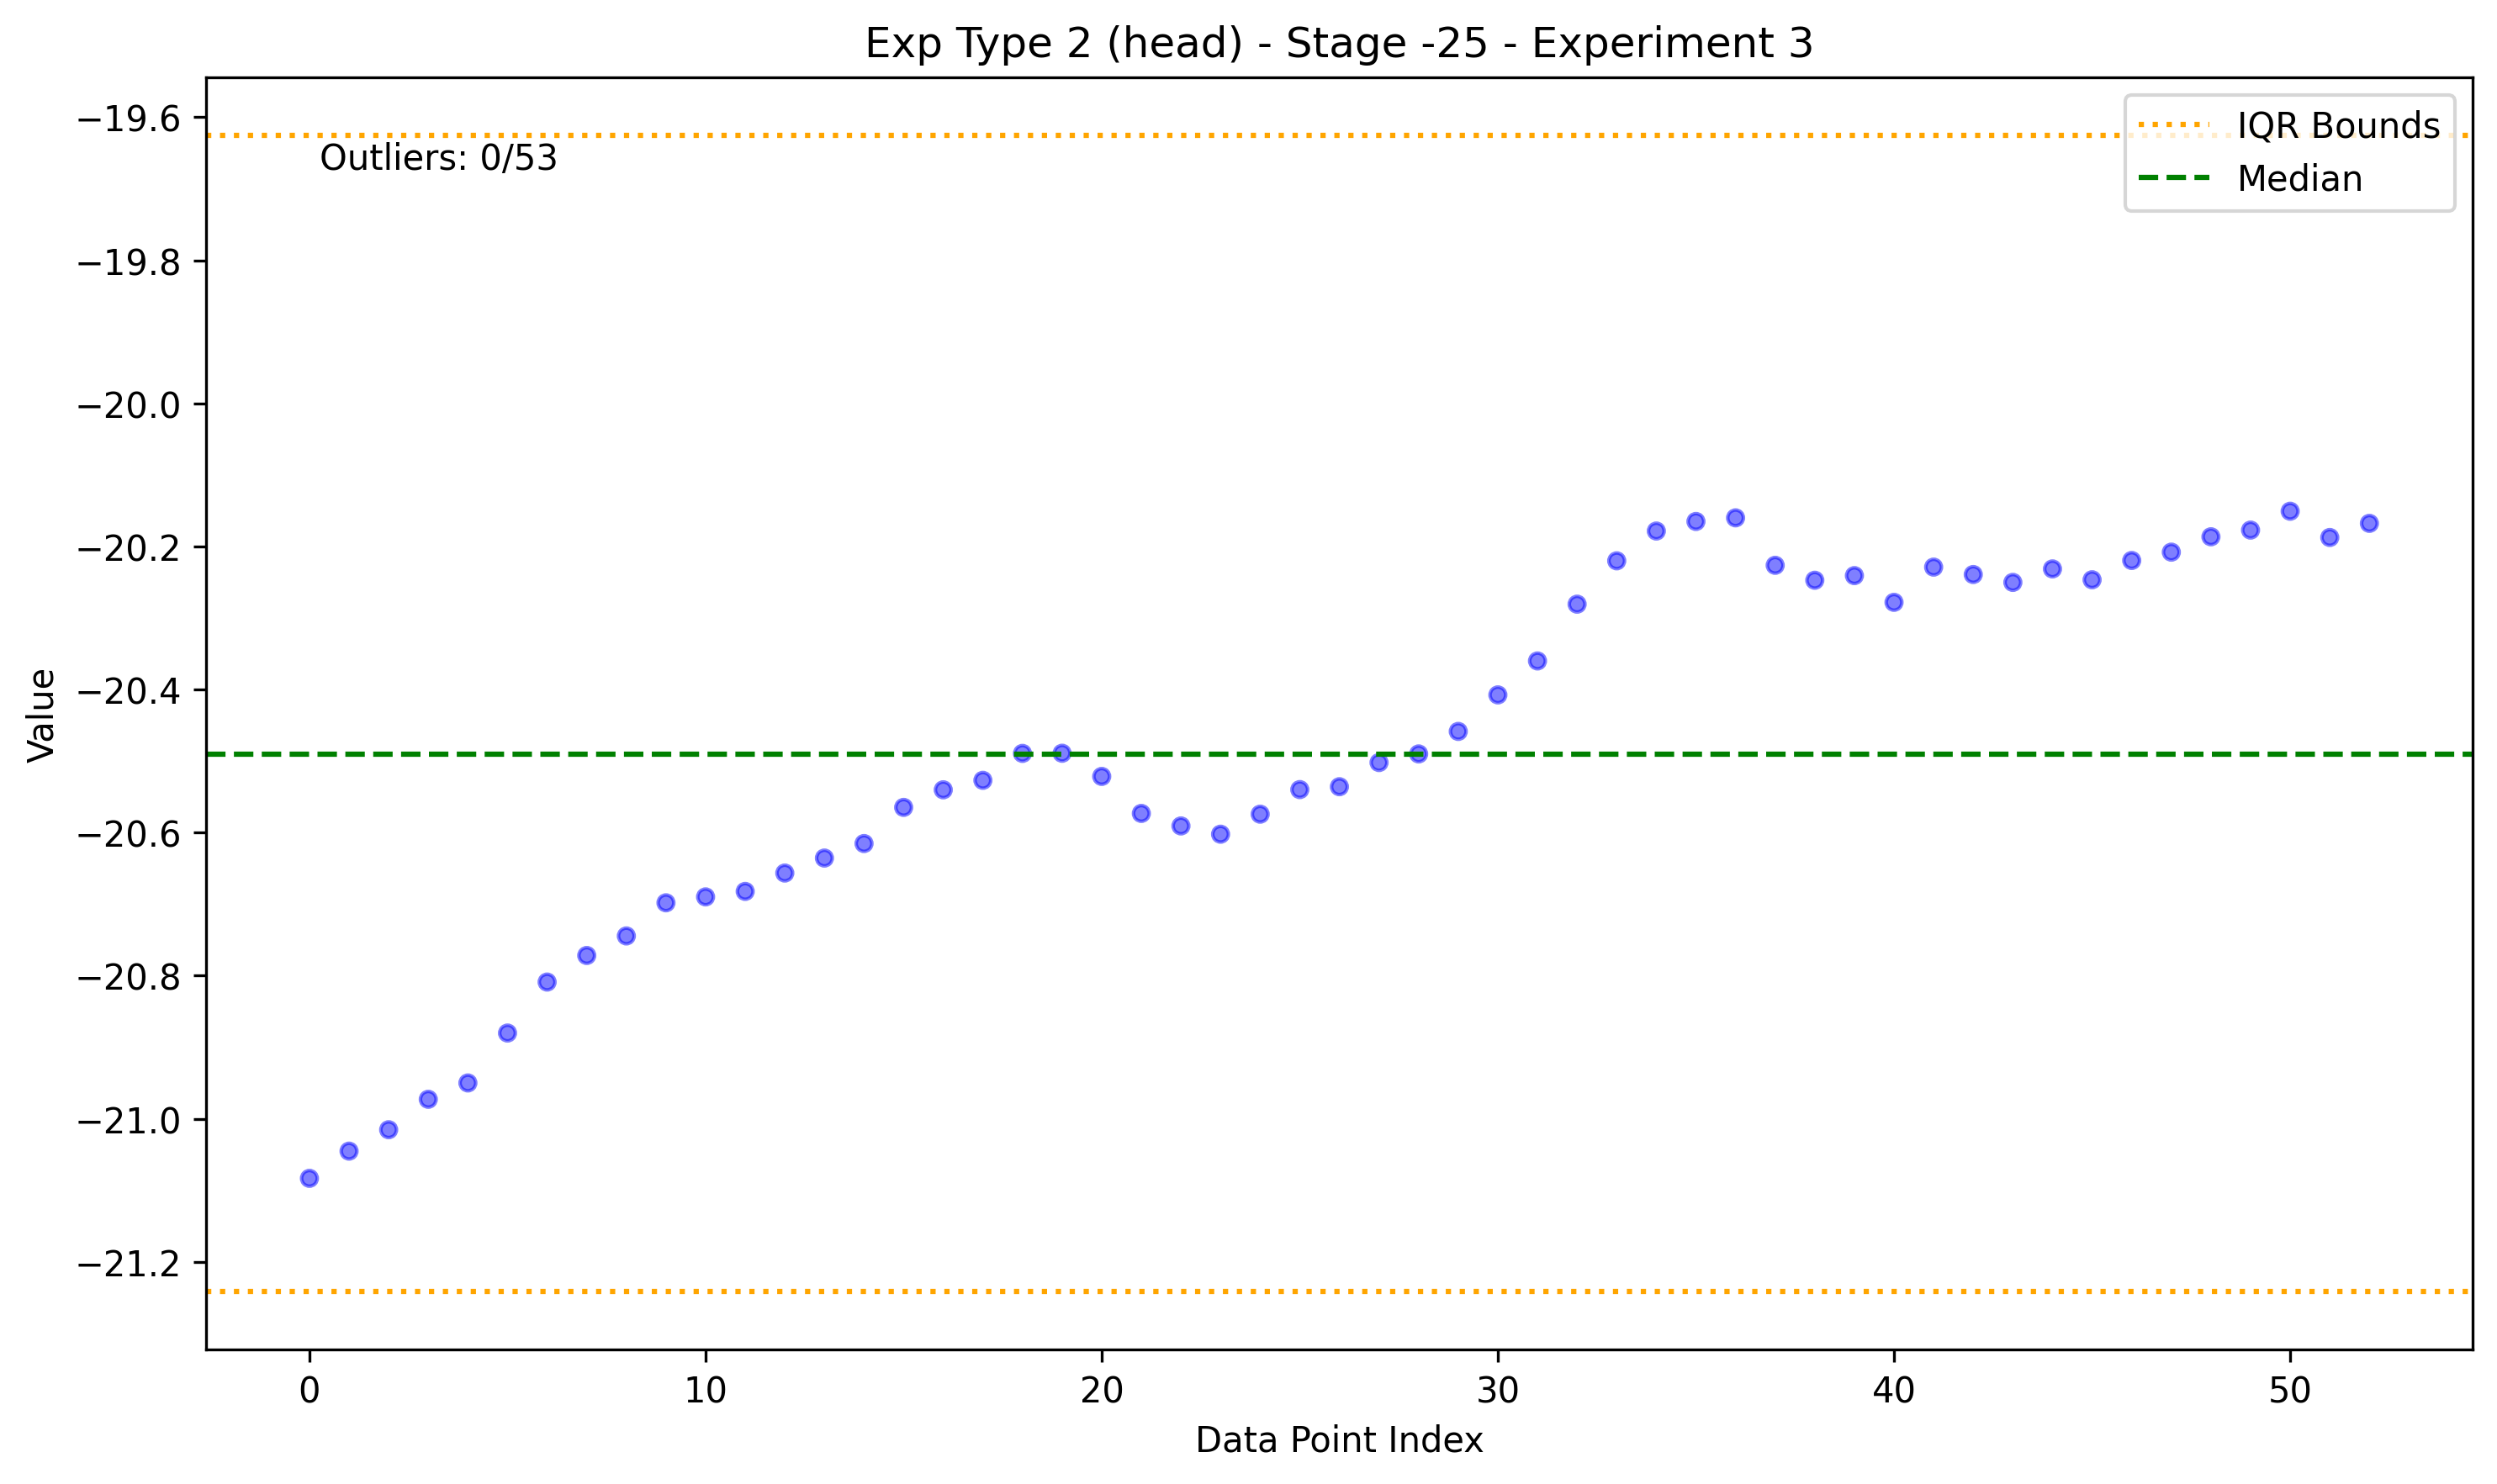 Exp Type 2 (head) - Stage -25 - Experiment 3
Outliers: 0/53
IQR Bounds
Median
Value
−19.6
−19.8
−20.0
−20.2
−20.4
−20.6
−20.8
−21.0
−21.2
0 10 20 30 40 50
Data Point Index